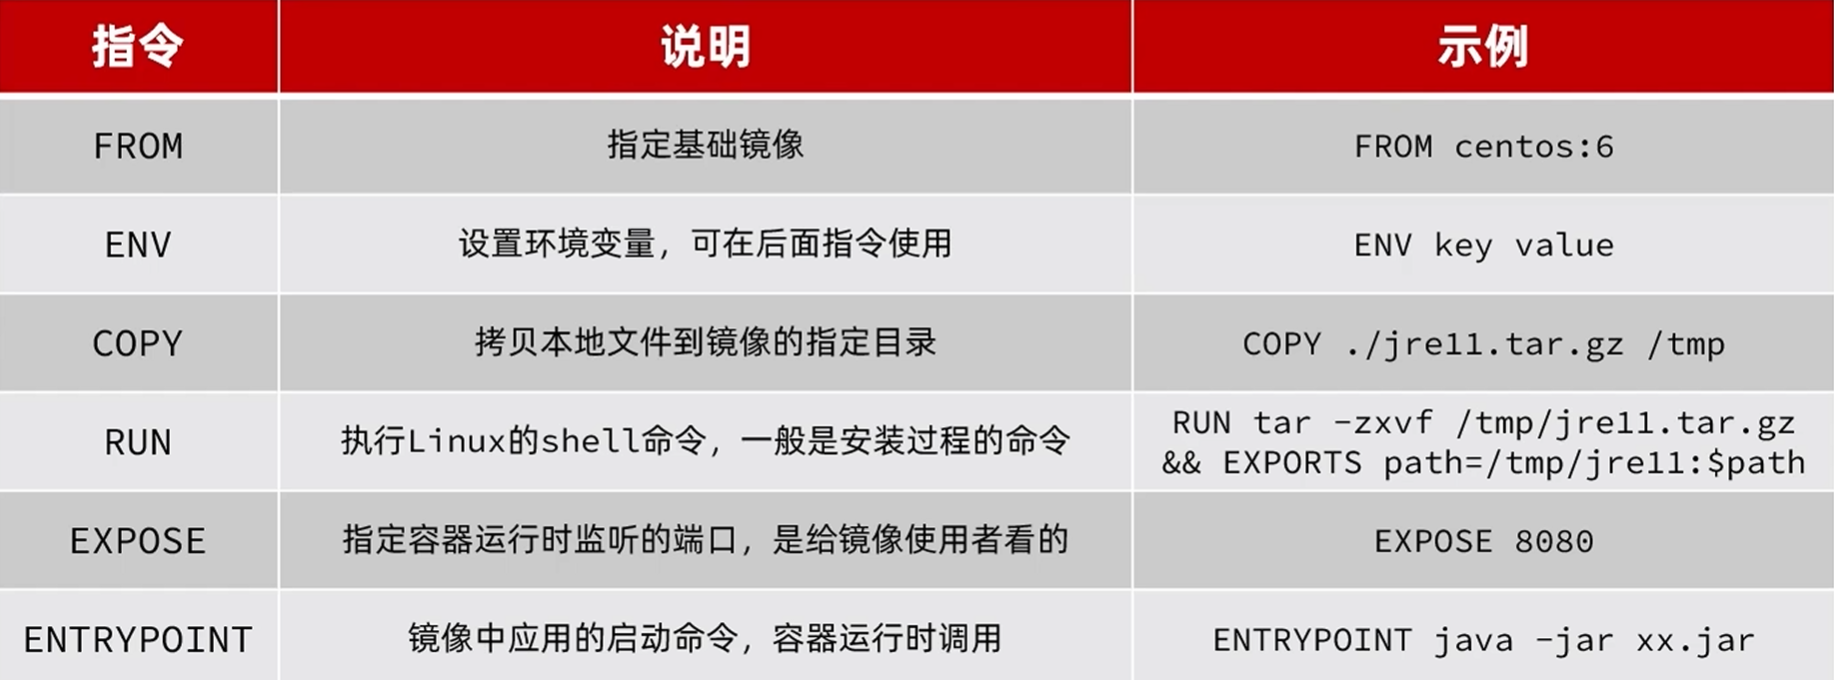 指令 说明 示例
FROM 指定基础镜像 FROM centos:6
ENV 设置环境变量，可在后面指令使用 ENV key value
COPY 拷贝本地文件到镜像的指定目录 COPY ./jre11.tar.gz /tmp
RUN 执行Linux的shell命令，一般是安装过程的命令 RUN tar -zxvf /tmp/jre11.tar.gz
&& EXPORTS path=/tmp/jre11:$path
EXPOSE 指定容器运行时监听的端口，是给镜像使用者看的 EXPOSE 8080
ENTRYPOINT 镜像中应用的启动命令，容器运行时调用 ENTRYPOINT java -jar xx.jar